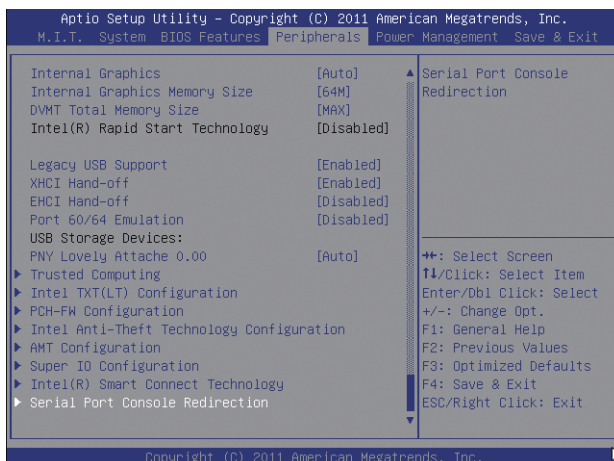 Aptio Setup Utility – Copyright (C) 2011 American Megatrends, Inc.
M.I.T. System BIOS Features Peripherals Power Management Save & Exit
Internal Graphics [Auto]
Internal Graphics Memory Size [64M]
DVMT Total Memory Size [MAX]
Intel(R) Rapid Start Technology [Disabled]
Legacy USB Support [Enabled]
XHCI Hand-off [Enabled]
EHCI Hand-off [Disabled]
Port 60/64 Emulation [Disabled]
USB Storage Devices:
PNY Lovely Attache 0.00 [Auto]
▶ Trusted Computing
▶ Intel TXT(LT) Configuration
▶ PCH-FW Configuration
▶ Intel Anti-Theft Technology Configuration
▶ AMT Configuration
▶ Super IO Configuration
▶ Intel(R) Smart Connect Technology
▶ Serial Port Console Redirection
Serial Port Console
Redirection
→←: Select Screen
↑↓/Click: Select Item
Enter/Dbl Click: Select
+/-: Change Opt.
F1: General Help
F2: Previous Values
F3: Optimized Defaults
F4: Save & Exit
ESC/Right Click: Exit
Copyright (C) 2011 American Megatrends, Inc.